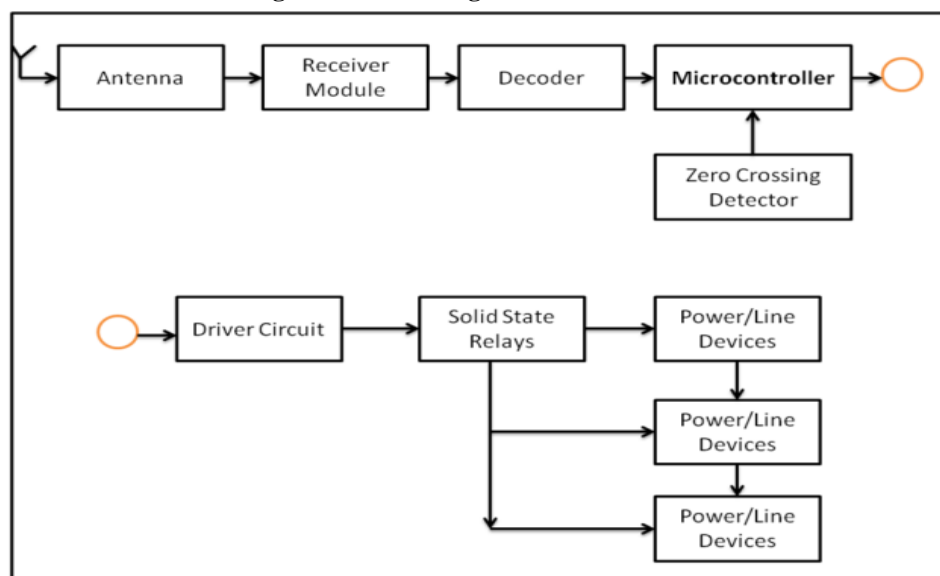 Antenna
Receiver
Module
Decoder
Microcontroller
Zero Crossing
Detector
Driver Circuit
Solid State
Relays
Power/Line
Devices
Power/Line
Devices
Power/Line
Devices